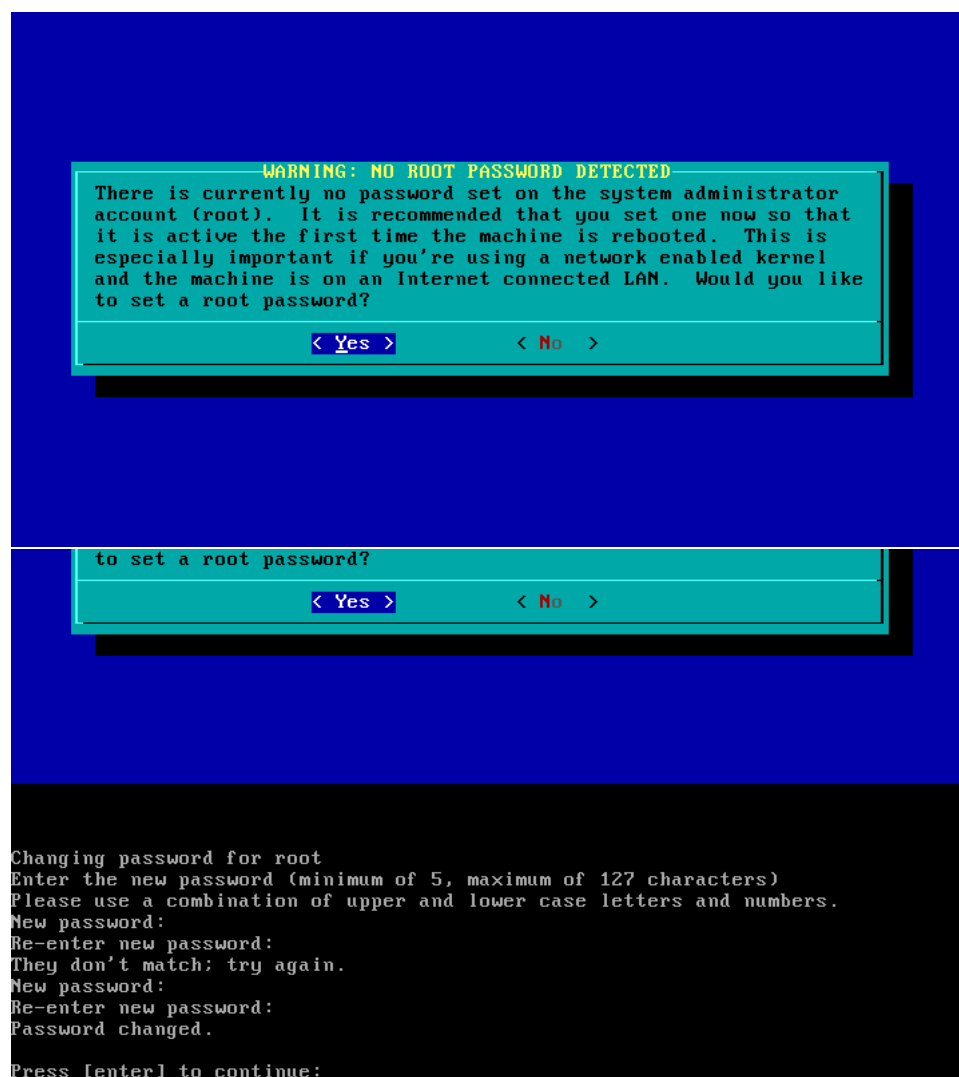 WARNING: NO ROOT PASSWORD DETECTED
There is currently no password set on the system administrator
account (root).  It is recommended that you set one now so that
it is active the first time the machine is rebooted.  This is
especially important if you're using a network enabled kernel
and the machine is on an Internet connected LAN.  Would you like
to set a root password?
< Yes > < No >
to set a root password?
< Yes > < No >
Changing password for root
Enter the new password (minimum of 5, maximum of 127 characters)
Please use a combination of upper and lower case letters and numbers.
New password:
Re-enter new password:
They don't match; try again.
New password:
Re-enter new password:
Password changed.
Press [enter] to continue: